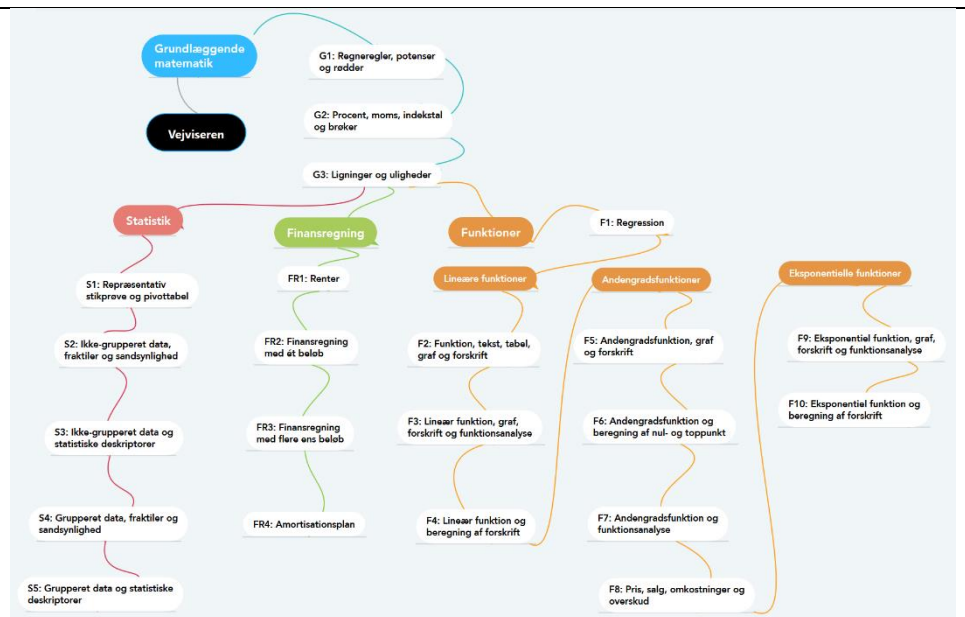 Grundlæggende
matematik
Vejviseren
G1: Regneregler, potenser
og rødder
G2: Procent, moms, indekstal
og brøker
G3: Ligninger og uligheder
Statistik
S1: Repræsentativ
stikprøve og pivottabel
S2: Ikke-grupperet data,
fraktiler og sandsynlighed
S3: Ikke-grupperet data og
statistiske deskriptorer
S4: Grupperet data, fraktiler og
sandsynlighed
S5: Grupperet data og statistiske
deskriptorer
Finansregning
FR1: Renter
FR2: Finansregning
med ét beløb
FR3: Finansregning
med flere ens beløb
FR4: Amortisationsplan
Funktioner
F1: Regression
Lineære funktioner
F2: Funktion, tekst, tabel,
graf og forskrift
F3: Lineær funktion, graf,
forskrift og funktionsanalyse
F4: Lineær funktion og
beregning af forskrift
Andengradsfunktioner
F5: Andengradsfunktion, graf
og forskrift
F6: Andengradsfunktion og
beregning af nul- og toppunkt
F7: Andengradsfunktion og
funktionsanalyse
F8: Pris, salg, omkostninger og
overskud
Eksponentielle funktioner
F9: Eksponentiel funktion, graf,
forskrift og funktionsanalyse
F10: Eksponentiel funktion og
beregning af forskrift